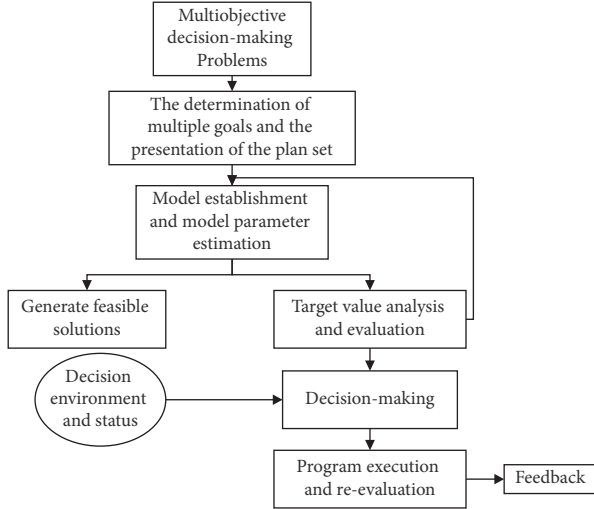 Multiobjective
decision-making
Problems
The determination of
multiple goals and the
presentation of the plan set
Model establishment
and model parameter
estimation
Generate feasible
solutions
Target value analysis
and evaluation
Decision
environment
and status
Decision-making
Program execution
and re-evaluation
Feedback